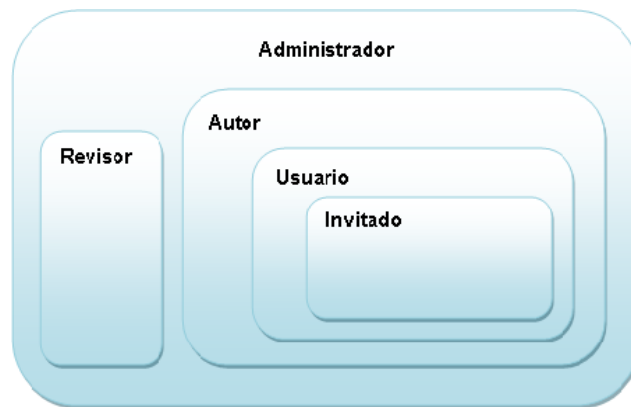 Administrador
Autor
Revisor
Usuario
Invitado